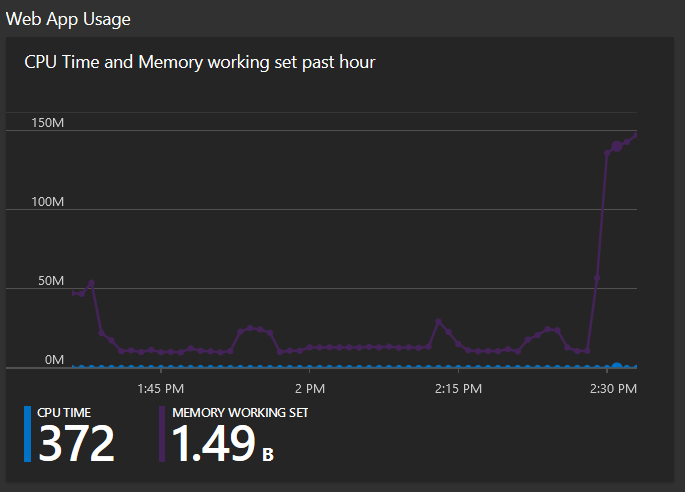 Web App Usage
CPU Time and Memory working set past hour
150M
100M
50M
0M
1:45 PM 2 PM 2:15 PM 2:30 PM
CPU TIME MEMORY WORKING SET
372 1.49 B